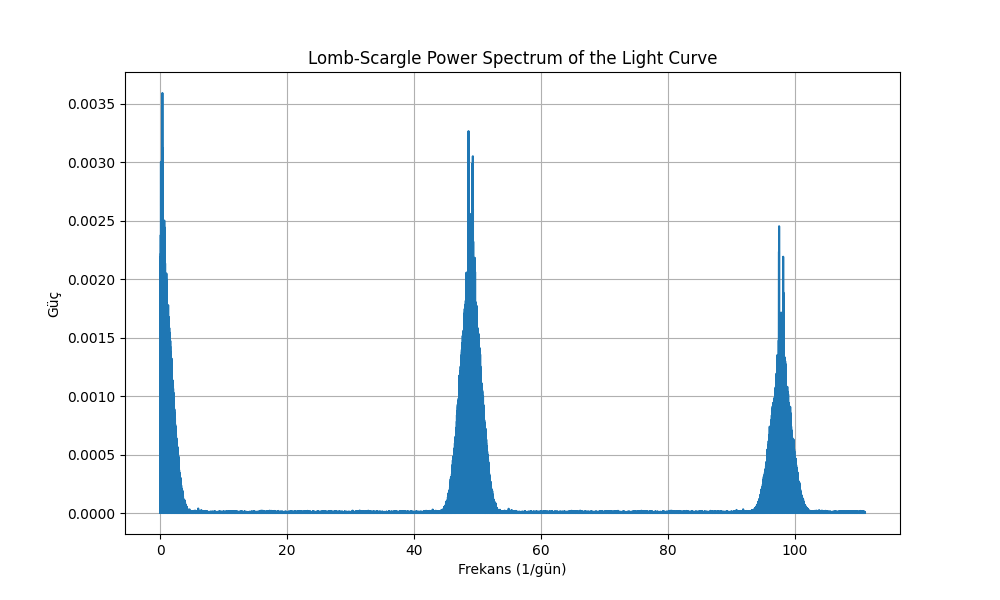 Lomb-Scargle Power Spectrum of the Light Curve
0.0035
0.0030
0.0025
0.0020
0.0015
0.0010
0.0005
0.0000
Güç
0 20 40 60 80 100
Frekans (1/gün)